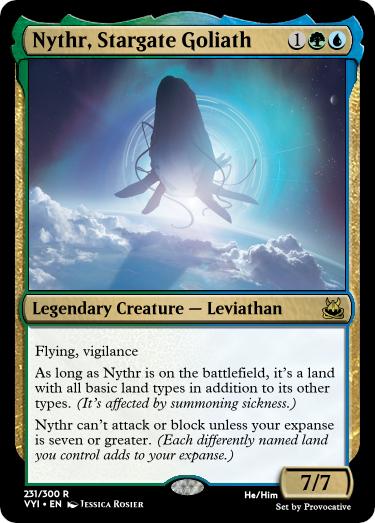 Nythr, Stargate Goliath 1
Legendary Creature — Leviathan
Flying, vigilance
As long as Nythr is on the battlefield, it's a land
with all basic land types in addition to its other
types. (It's affected by summoning sickness.)
Nythr can't attack or block unless your expanse
is seven or greater. (Each differently named land
you control adds to your expanse.)
7/7
231/300 R
He/Him
VYI • EN Jessica Rosier
Set by Provocative